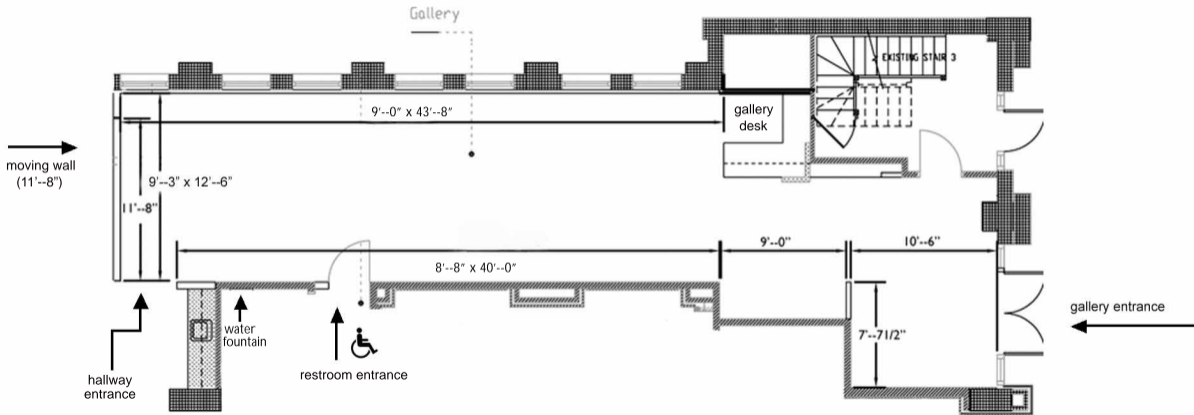 Gallery
EXISTING STAIR 3
9'--0" x 43'--8"
gallery
desk
moving wall
(11'--8")
9'--3" x 12'--6"
11'--8"
8'--8" x 40'--0"
9'--0"
10'--6"
gallery entrance
7'--71/2"
water
fountain
hallway
entrance
restroom entrance